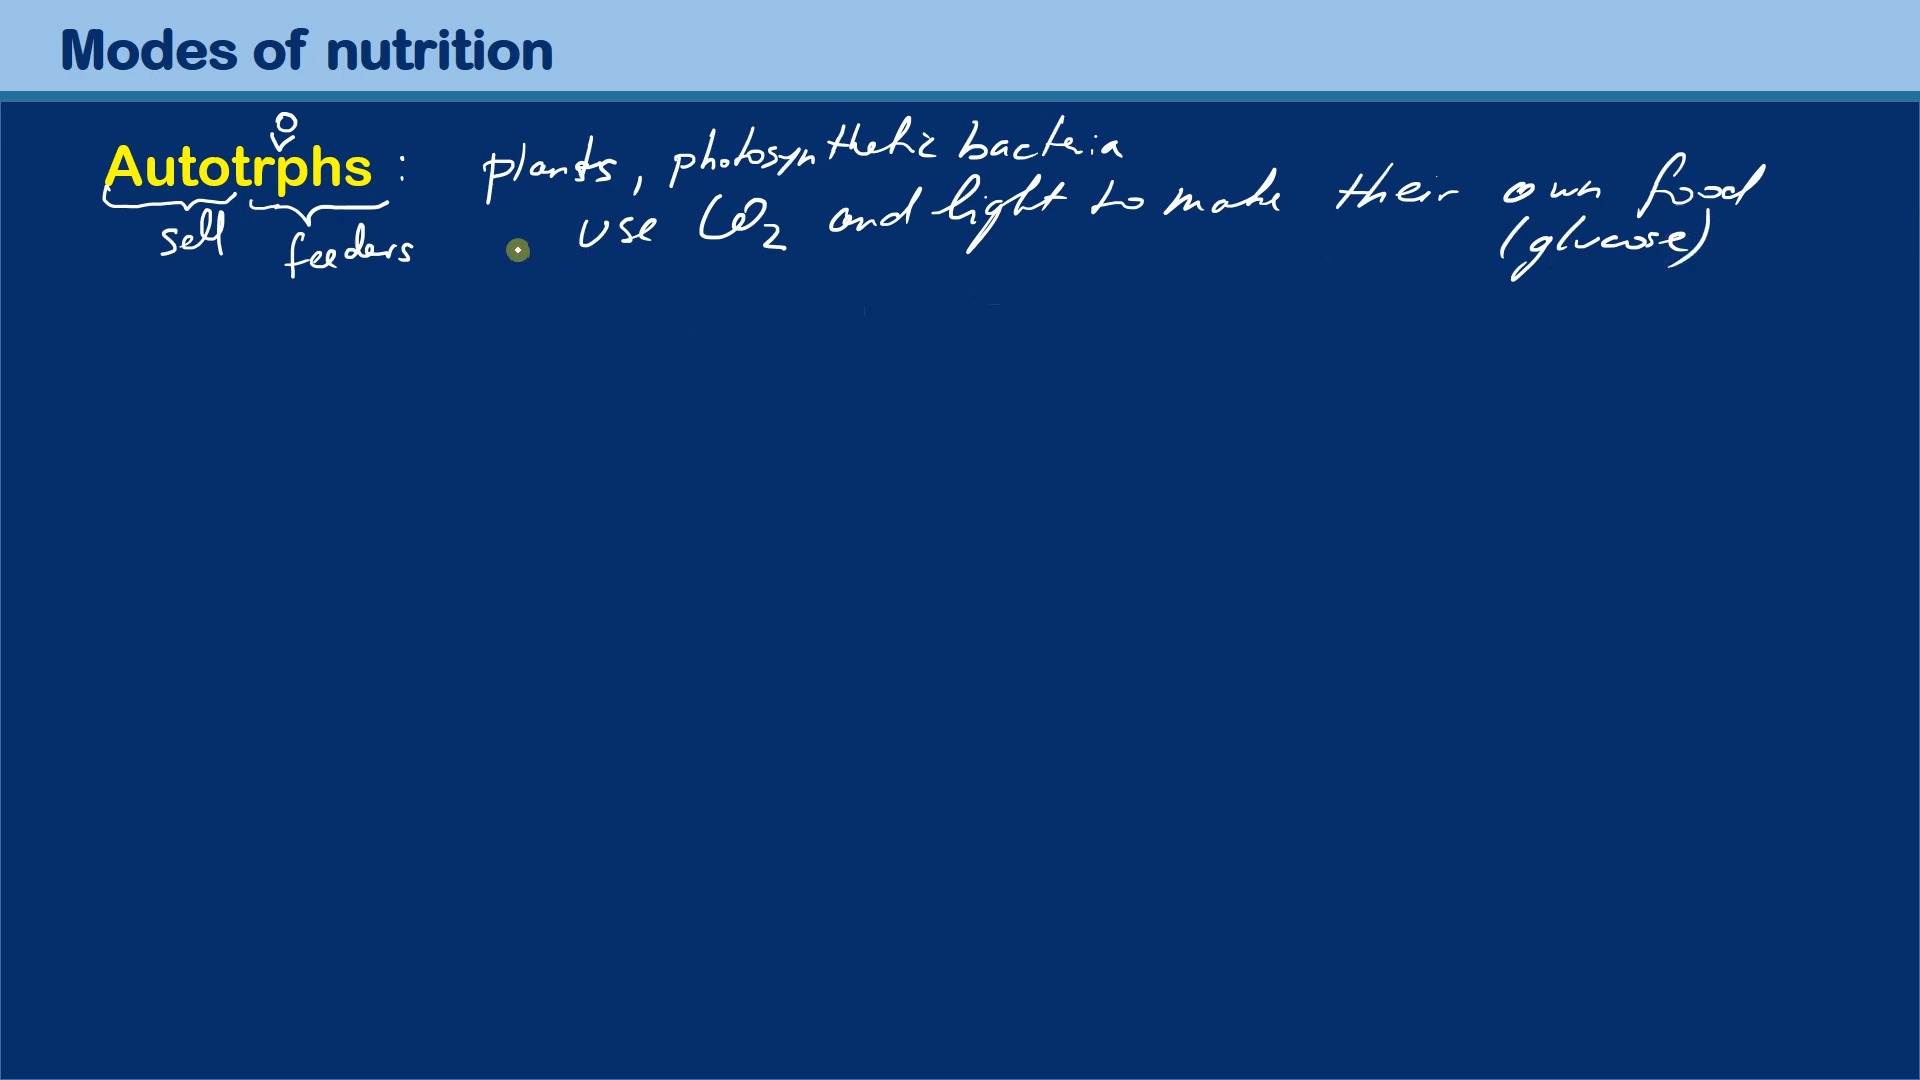 Modes of nutrition
o
Autotrphs : plants, photosynthetic bacteria
self feeders
use CO2 and light to make their own food
(glucose)